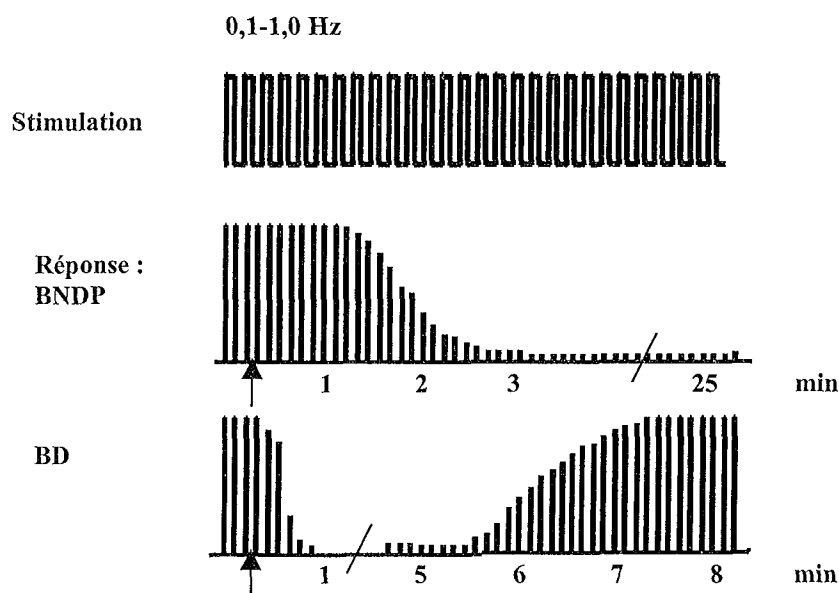 0,1-1,0 Hz
Stimulation
Réponse :
BNDP
1 2 3 25 min
BD
1 5 6 7 8 min